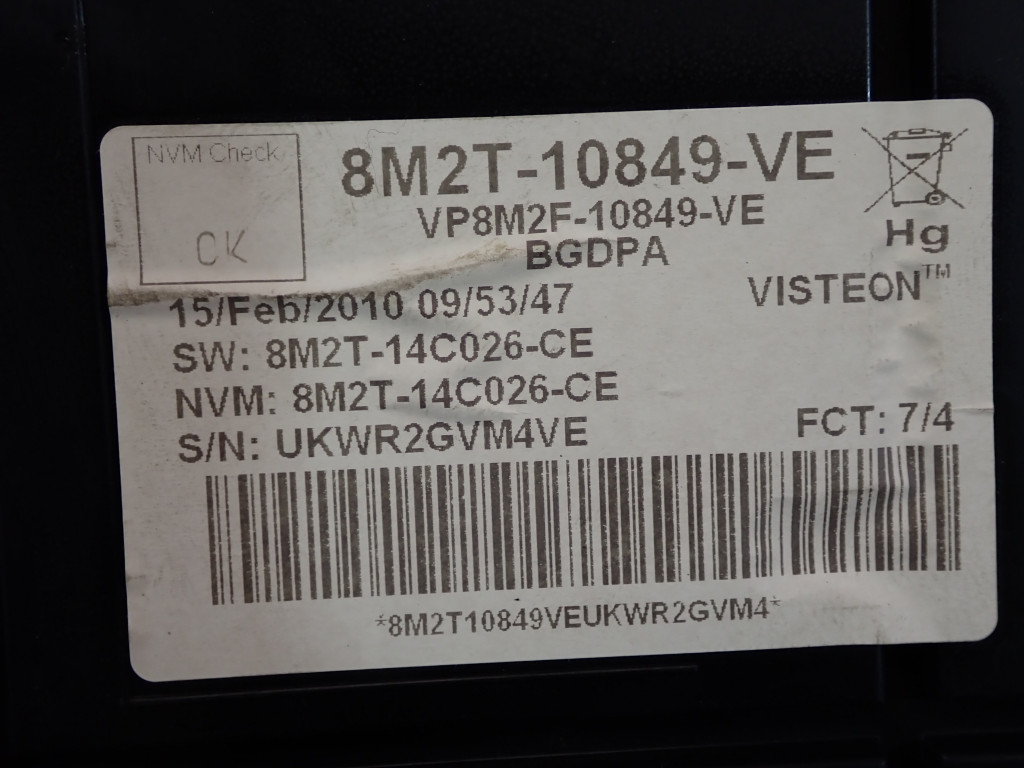 NVM Check
CK
8M2T-10849-VE
VP8M2F-10849-VE
BGDPA
Hg
15/Feb/2010 09/53/47
VISTEON™
SW: 8M2T-14C026-CE
NVM: 8M2T-14C026-CE
S/N: UKWR2GVM4VE
FCT: 7/4
*8M2T10849VEUKWR2GVM4*